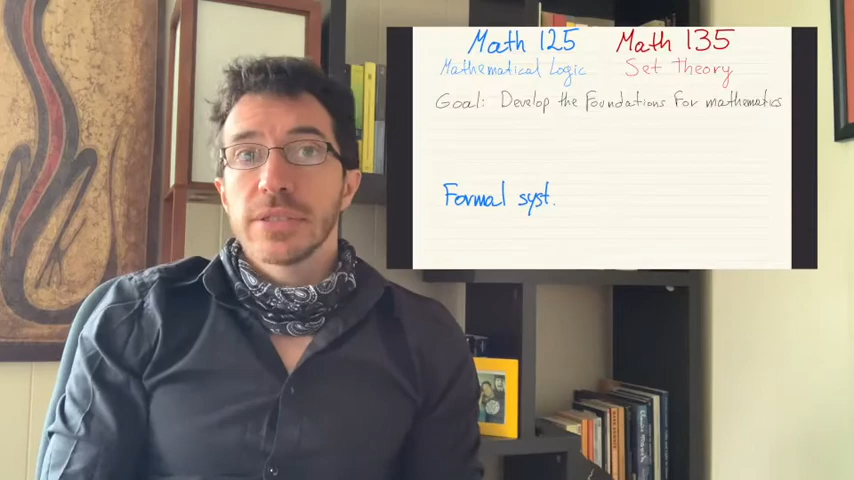 Math 125 Math 135
Mathematical Logic Set Theory
Goal: Develop the Foundations For mathematics
Formal syst.